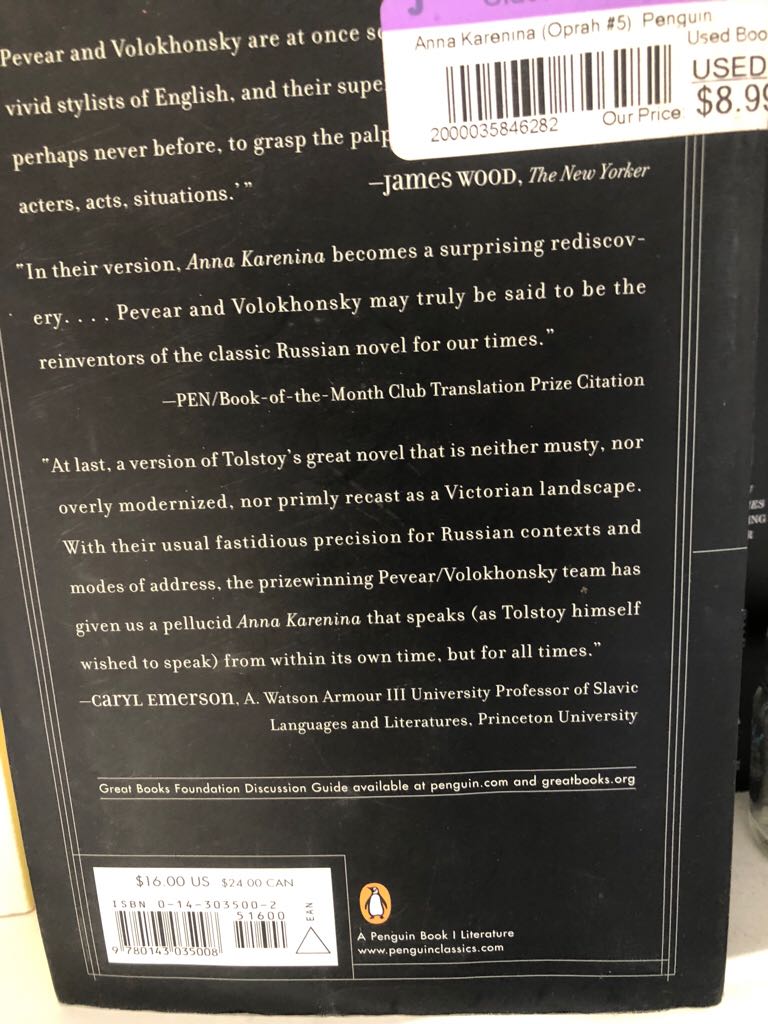 Anna Karenina (Oprah #5) Penguin
Used Boo
USED
$8.99
2000035846282
Our Price
Pevear and Volokhonsky are at once
vivid stylists of English, and their
perhaps never before, to grasp the
acters, acts, situations.'"
—James Wood, The New Yorker
"In their version, Anna Karenina becomes a surprising rediscov-
ery. . . . Pevear and Volokhonsky may truly be said to be the
reinventors of the classic Russian novel for our times."
—PEN/Book-of-the-Month Club Translation Prize Citation
"At last, a version of Tolstoy's great novel that is neither musty, nor
overly modernized, nor primly recast as a Victorian landscape.
With their usual fastidious precision for Russian contexts and
modes of address, the prizewinning Pevear/Volokhonsky team has
given us a pellucid Anna Karenina that speaks (as Tolstoy himself
wished to speak) from within its own time, but for all times."
—Caryl Emerson, A. Watson Armour III University Professor of Slavic
Languages and Literatures, Princeton University
Great Books Foundation Discussion Guide available at penguin.com and greatbooks.org
$16.00 US $24.00 CAN
ISBN 0-14-303500-2
51600
EAN
9 780143 035008
A Penguin Book | Literature
www.penguinclassics.com